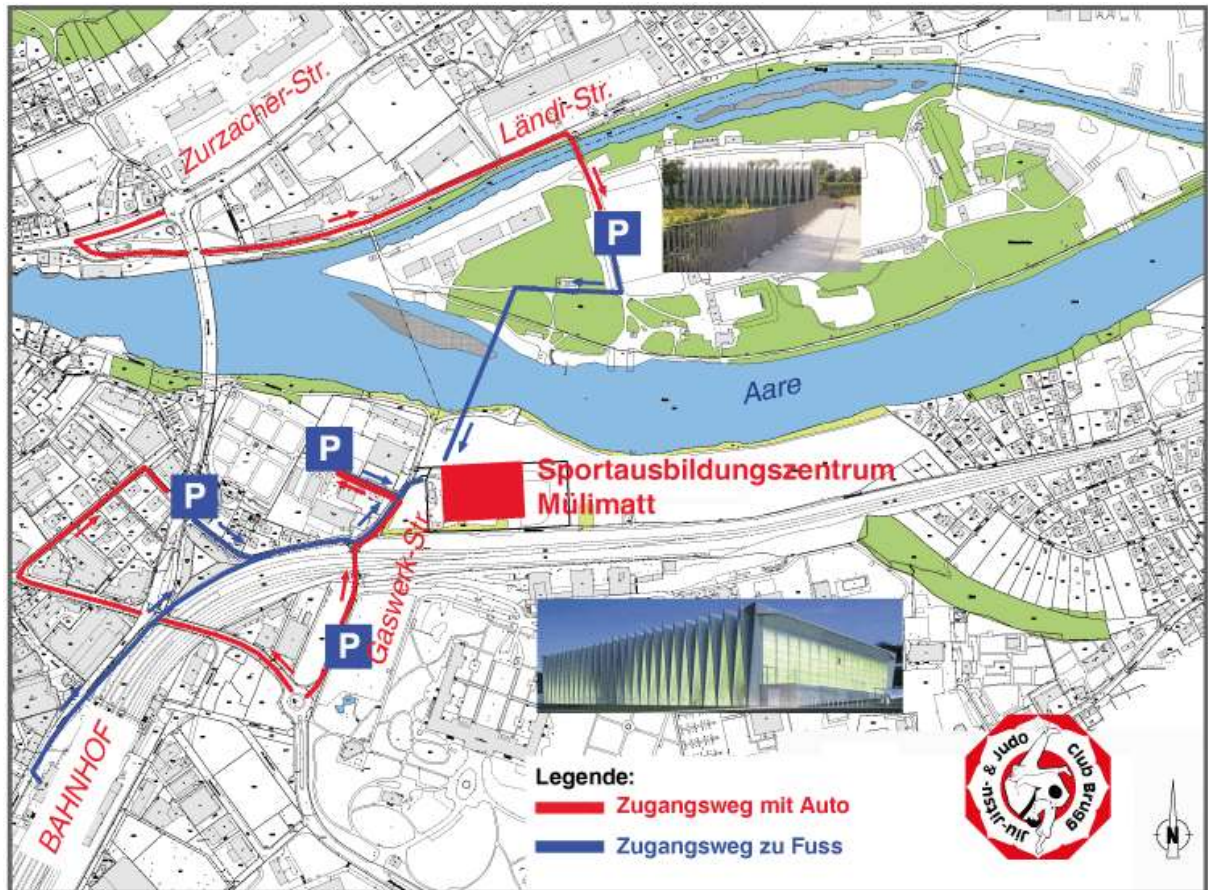 Zurzacher-Str.
Ländi-Str.
P
Aare
P
P
Sportausbildungszentrum
Mülimatt
Gaswerk-Str.
P
BAHNHOF
Legende:
Zugangsweg mit Auto
Zugangsweg zu Fuss
Jiu-Jitsu- & Judo Club Brugg
N